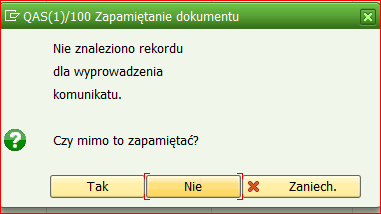 QAS(1)/100 Zapamiętanie dokumentu
Nie znaleziono rekordu
dla wyprowadzenia
komunikatu.
Czy mimo to zapamiętać?
Tak Nie Zaniech.